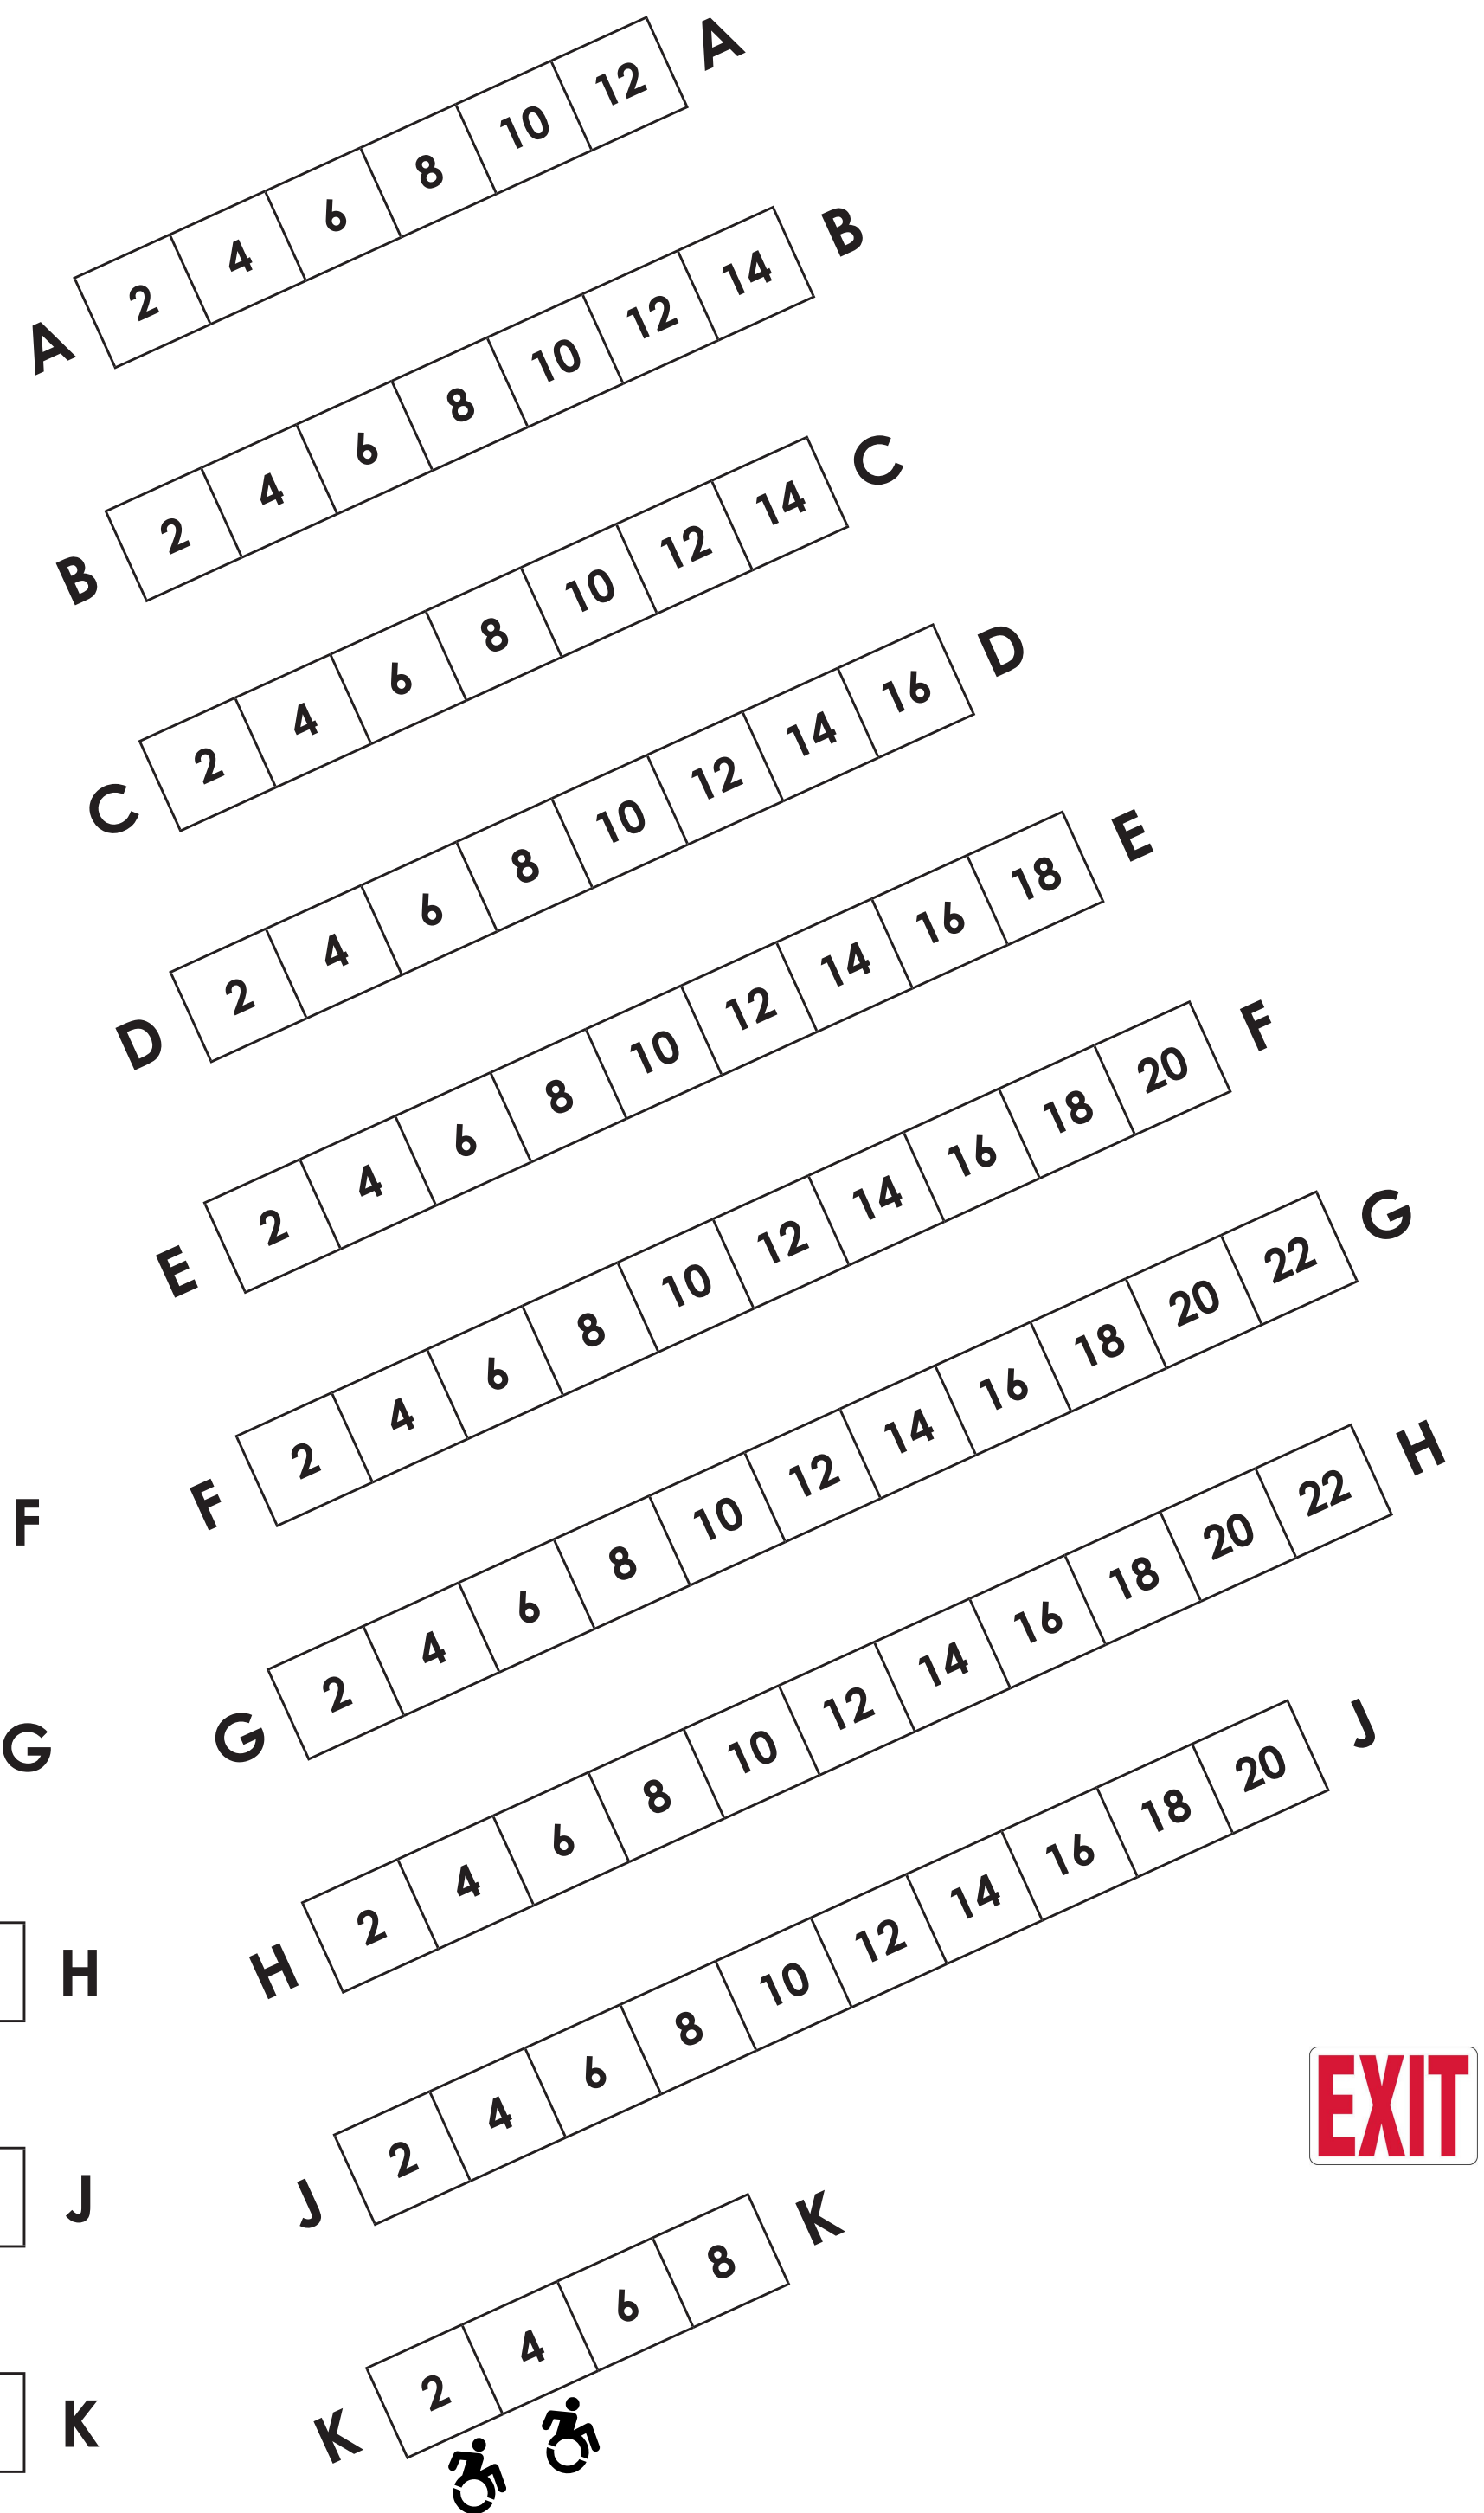 A 2 4 6 8 10 12 A
B 2 4 6 8 10 12 14 B
C 2 4 6 8 10 12 14 C
D 2 4 6 8 10 12 14 16 D
E 2 4 6 8 10 12 14 16 18 E
F
F 2 4 6 8 10 12 14 16 18 20 F
G
G 2 4 6 8 10 12 14 16 18 20 22 G
H
H 2 4 6 8 10 12 14 16 18 20 22 H
J
J 2 4 6 8 10 12 14 16 18 20 J
EXIT
K
K 2 4 6 8 K